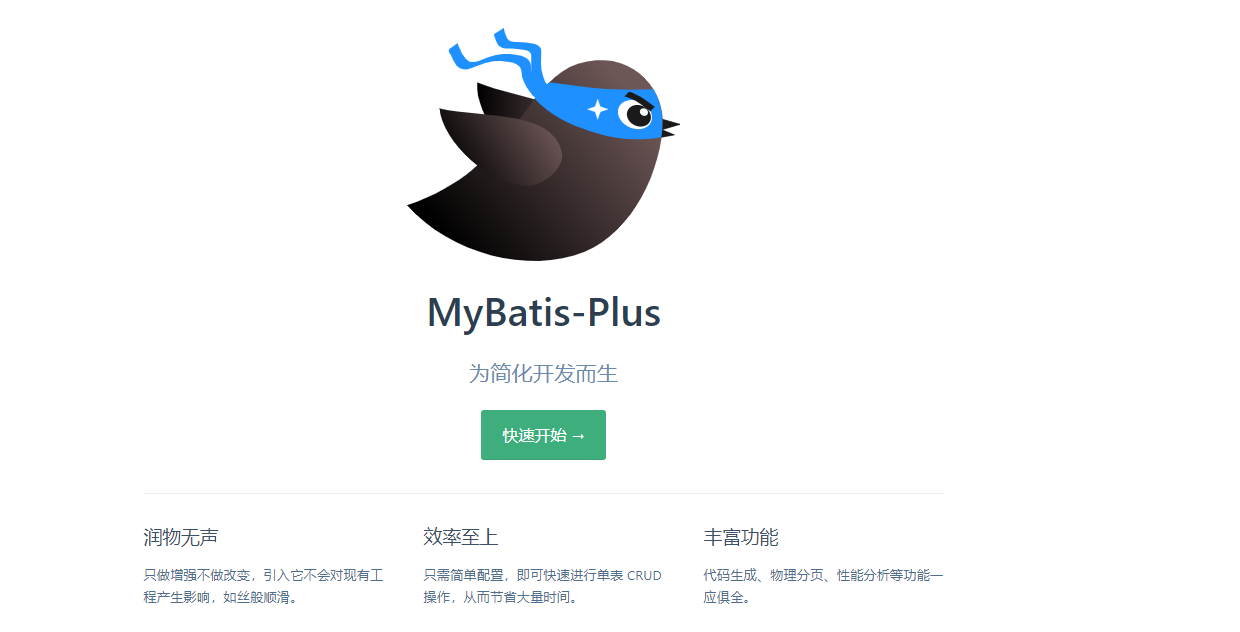 MyBatis-Plus
为简化开发而生
快速开始 →
润物无声
只做增强不做改变，引入它不会对现有工
程产生影响，如丝般顺滑。
效率至上
只需简单配置，即可快速进行单表 CRUD
操作，从而节省大量时间。
丰富功能
代码生成、物理分页、性能分析等功能一
应俱全。